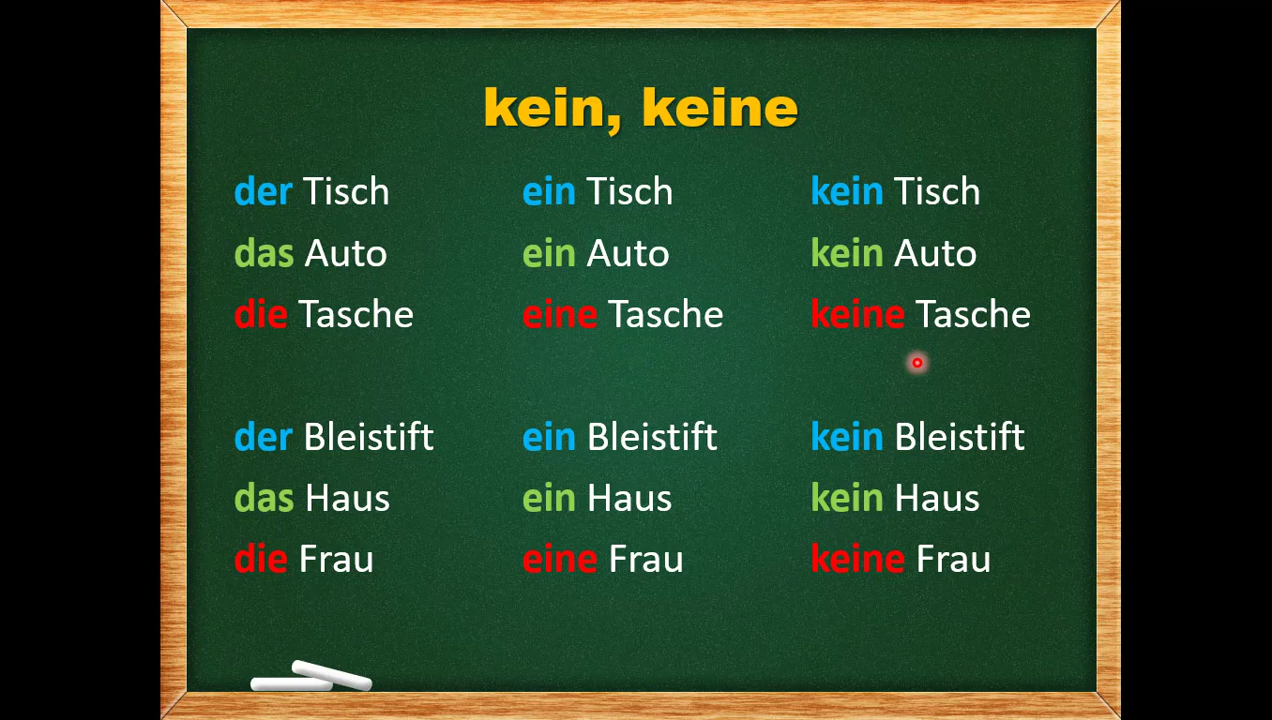 kein, keine
der Tisch ein Tisch kein Tisch
das Auto ein Auto kein Auto
die Tasche eine Tasche keine Tasche
der Bleistift ein Bleistift kein Bleistift
das Haus ein Haus kein Haus
die Frau eine Frau keine Frau